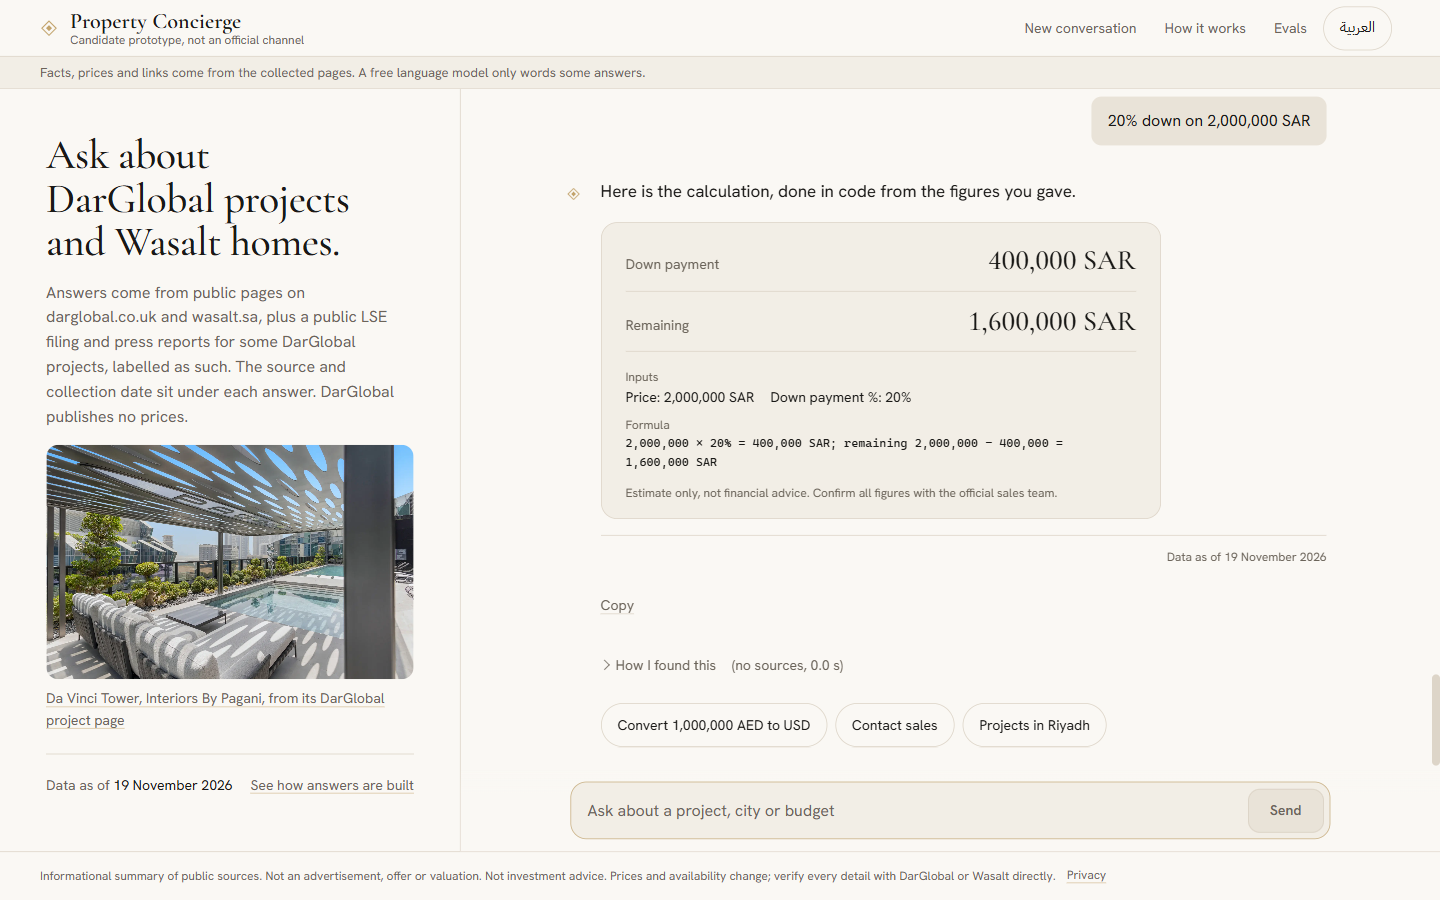 Property Concierge
Candidate prototype, not an official channel
New conversation
How it works
Evals
العربية
Facts, prices and links come from the collected pages. A free language model only words some answers.
Ask about
DarGlobal projects
and Wasalt homes.
Answers come from public pages on
darglobal.co.uk and wasalt.sa, plus a public LSE
filing and press reports for some DarGlobal
projects, labelled as such. The source and
collection date sit under each answer. DarGlobal
publishes no prices.
Da Vinci Tower, Interiors By Pagani, from its DarGlobal
project page
Data as of 19 November 2026
See how answers are built
20% down on 2,000,000 SAR
Here is the calculation, done in code from the figures you gave.
Down payment
400,000 SAR
Remaining
1,600,000 SAR
Inputs
Price: 2,000,000 SAR Down payment %: 20%
Formula
2,000,000 × 20% = 400,000 SAR; remaining 2,000,000 − 400,000 =
1,600,000 SAR
Estimate only, not financial advice. Confirm all figures with the official sales team.
Data as of 19 November 2026
Copy
How I found this (no sources, 0.0 s)
Convert 1,000,000 AED to USD
Contact sales
Projects in Riyadh
Ask about a project, city or budget
Send
Informational summary of public sources. Not an advertisement, offer or valuation. Not investment advice. Prices and availability change; verify every detail with DarGlobal or Wasalt directly.
Privacy